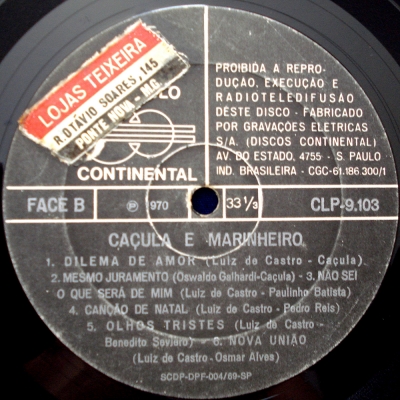 LOJAS TEIXEIRA
R. OTÁVIO SOARES, 145
PONTE NOVA - M.G.
CONTINENTAL
PROIBIDA A REPRO-
DUÇÃO, EXECUÇÃO E
RADIOTELEDIFUSÃO
DÊSTE DISCO - FABRICADO
POR GRAVAÇÕES ELETRICAS
S/A. (DISCOS CONTINENTAL)
AV. DO ESTADO, 4755 - S. PAULO
IND. BRASILEIRA - CGC-61.186.300/1
FACE B
℗ 970
33 1/3
CLP-9.103
CAÇULA E MARINHEIRO
1. DILEMA DE AMOR (Luiz de Castro - Caçula)
2. MESMO JURAMENTO (Oswaldo Galhardi-Caçula) - 3. NÃO SEI
O QUE SERÁ DE MIM (Luiz de Castro - Paulinho Batista)
4. CANÇÃO DE NATAL (Luiz de Castro - Pedro Reis)
5. OLHOS TRISTES (Luiz de Castro -
Benedito Seviero) - 6. NOVA UNIÃO
(Luiz de Castro - Osmar Alves)
SCDP-DPF-004/69-SP